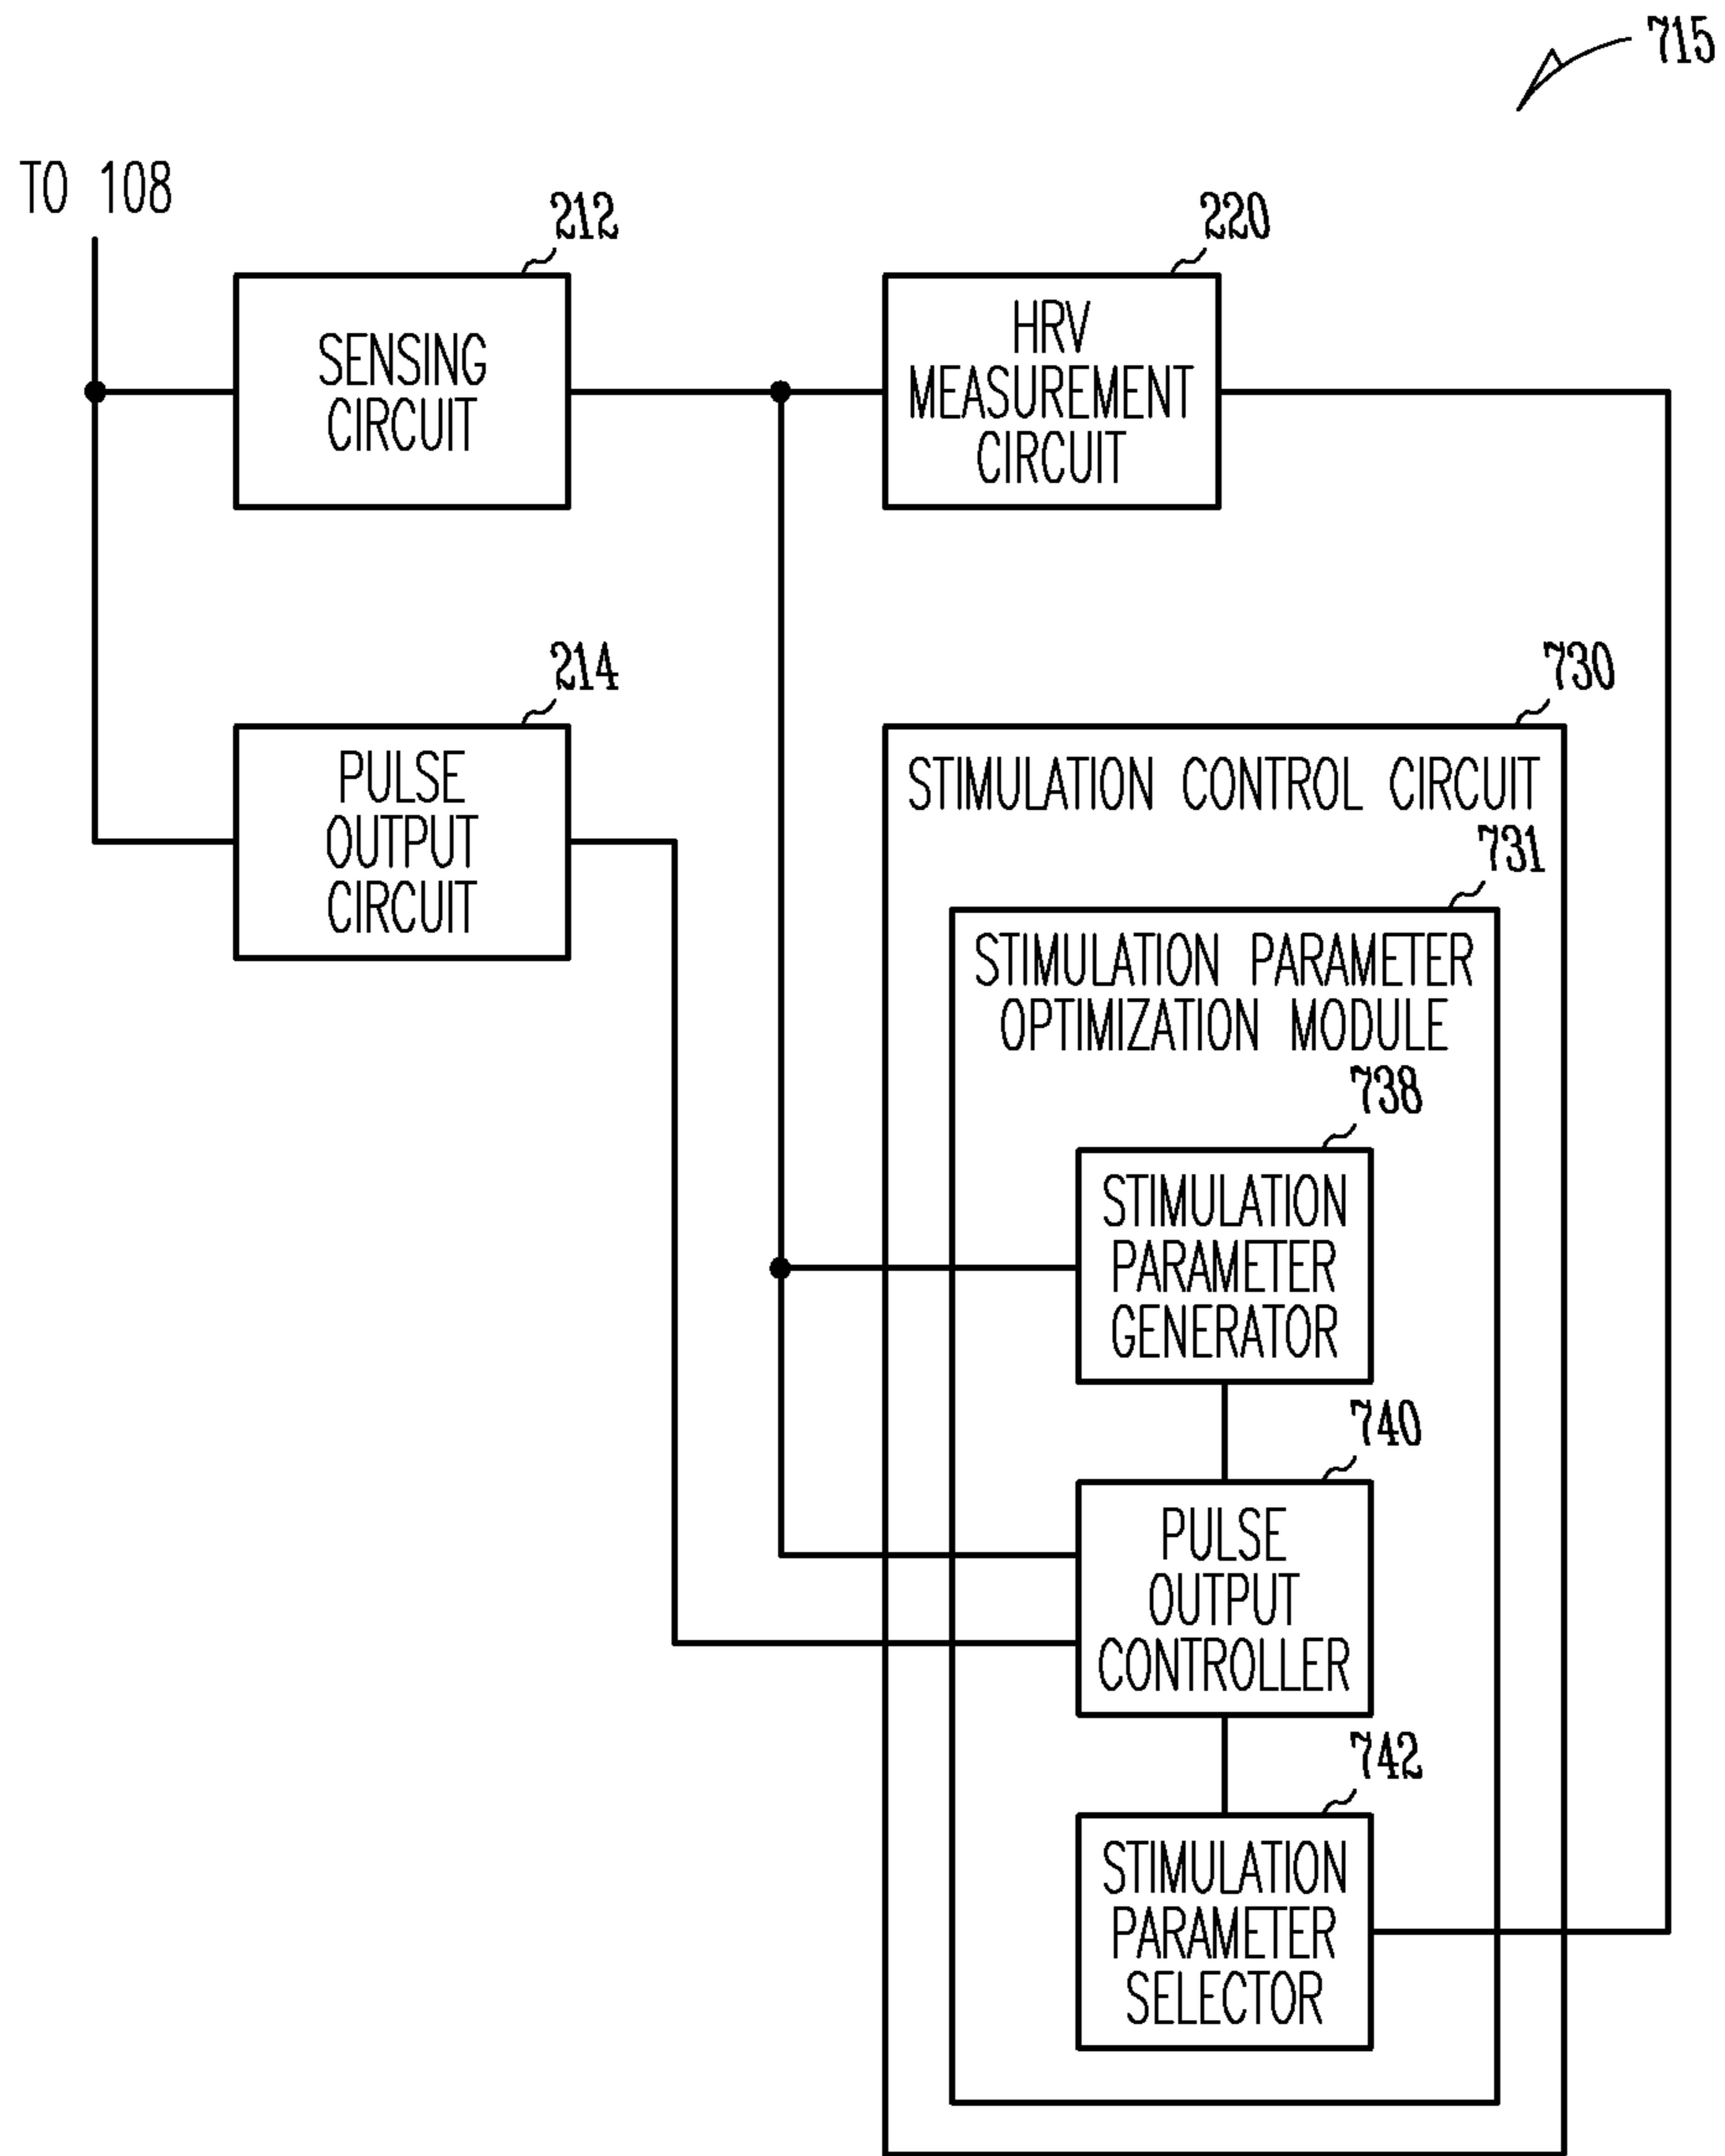 715
TO 108
212
220
SENSING
CIRCUIT
HRV
MEASUREMENT
CIRCUIT
214
730
PULSE
OUTPUT
CIRCUIT
STIMULATION CONTROL CIRCUIT
731
STIMULATION PARAMETER
OPTIMIZATION MODULE
738
STIMULATION
PARAMETER
GENERATOR
740
PULSE
OUTPUT
CONTROLLER
742
STIMULATION
PARAMETER
SELECTOR